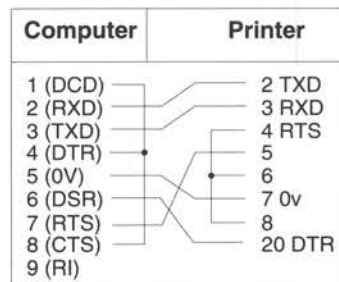 Computer Printer
1 (DCD) 2 TXD
2 (RXD) 3 RXD
3 (TXD) 4 RTS
4 (DTR) 5
5 (0V) 6
6 (DSR) 7 0v
7 (RTS) 8
8 (CTS) 20 DTR
9 (RI)